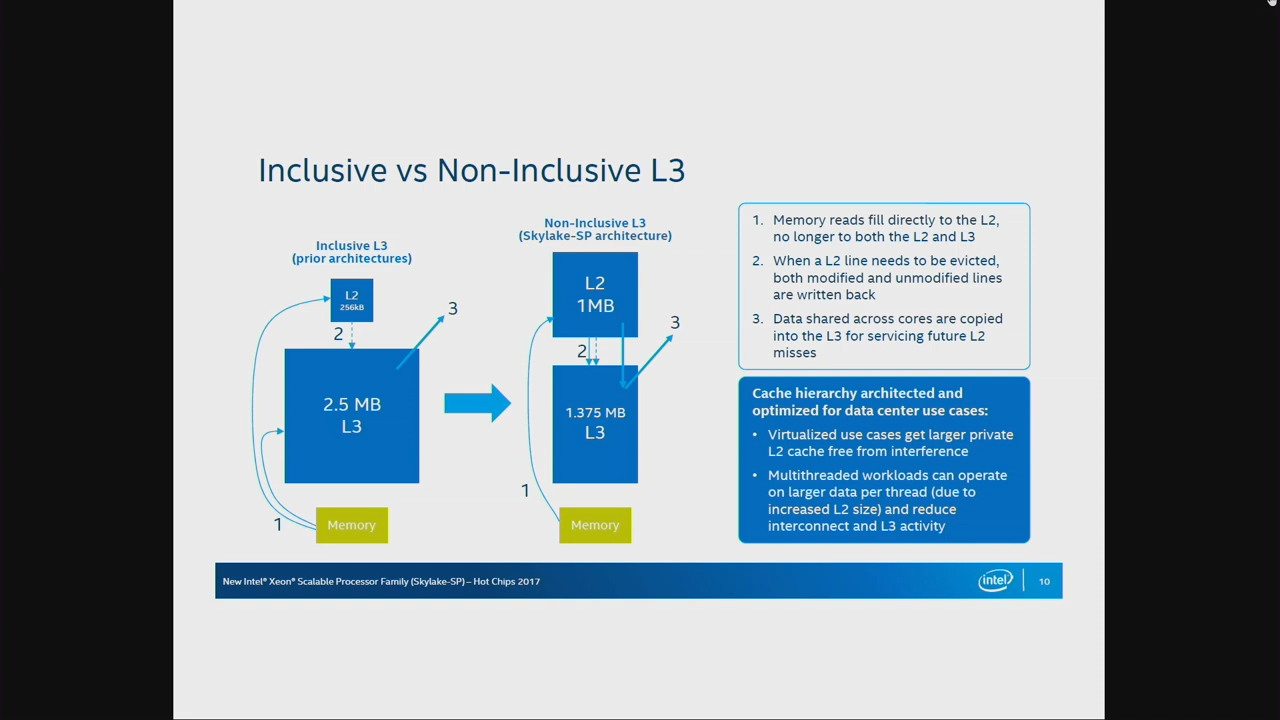 Inclusive vs Non-Inclusive L3
Inclusive L3
(prior architectures)
L2
256kB
2
3
2.5 MB
L3
1
Memory
Non-Inclusive L3
(Skylake-SP architecture)
L2
1MB
2
3
1.375 MB
L3
1
Memory
1. Memory reads fill directly to the L2,
no longer to both the L2 and L3
2. When a L2 line needs to be evicted,
both modified and unmodified lines
are written back
3. Data shared across cores are copied
into the L3 for servicing future L2
misses
Cache hierarchy architected and
optimized for data center use cases:
• Virtualized use cases get larger private
L2 cache free from interference
• Multithreaded workloads can operate
on larger data per thread (due to
increased L2 size) and reduce
interconnect and L3 activity
New Intel® Xeon® Scalable Processor Family (Skylake-SP) – Hot Chips 2017
intel
10